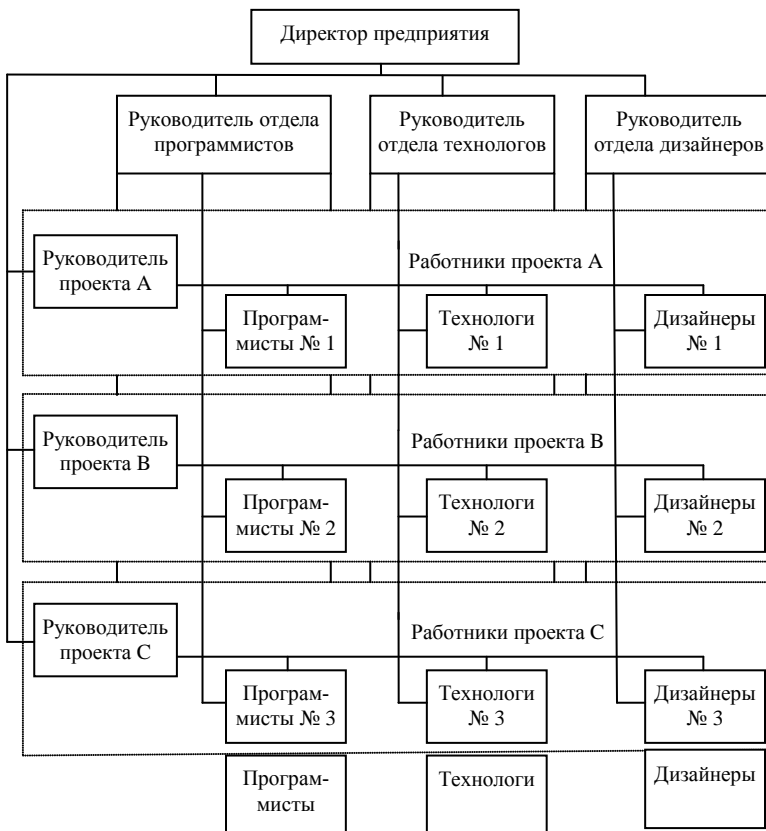 Директор предприятия
Руководитель отдела
программистов
Руководитель
отдела технологов
Руководитель
отдела дизайнеров
Руководитель
проекта А
Работники проекта А
Програм-
мисты № 1
Технологи
№ 1
Дизайнеры
№ 1
Руководитель
проекта В
Работники проекта В
Програм-
мисты № 2
Технологи
№ 2
Дизайнеры
№ 2
Руководитель
проекта С
Работники проекта С
Програм-
мисты № 3
Технологи
№ 3
Дизайнеры
№ 3
Програм-
мисты
Технологи
Дизайнеры